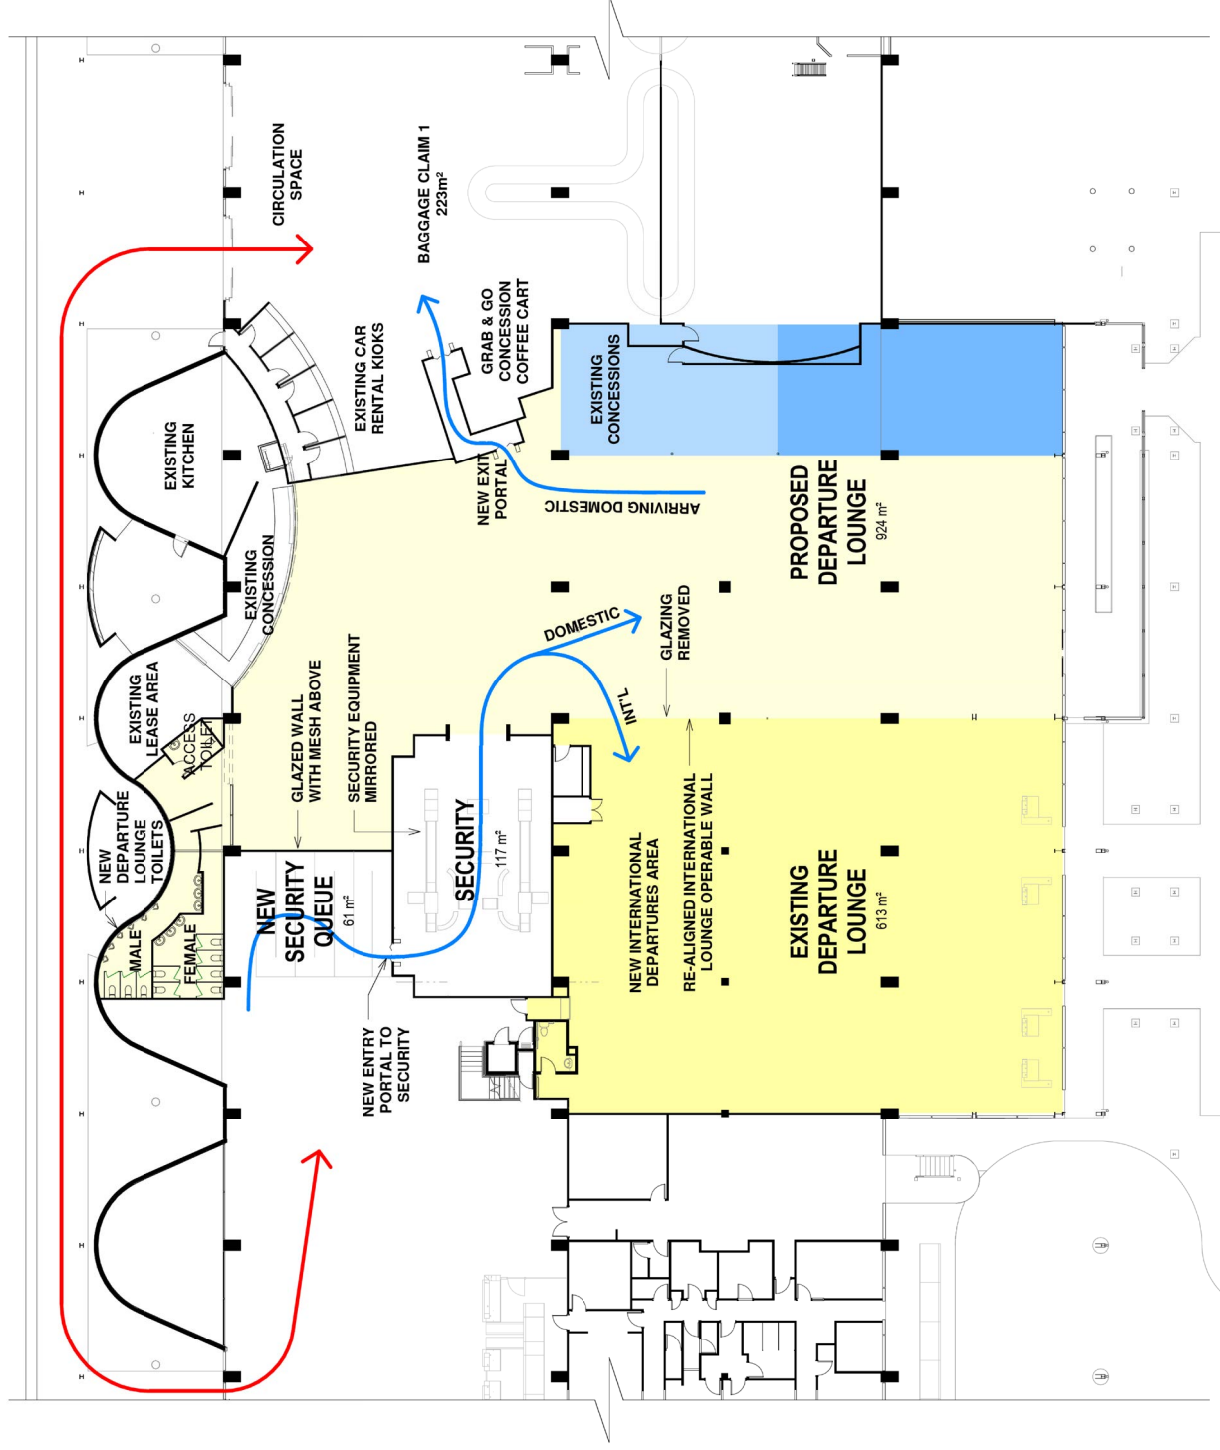 CIRCULATION
SPACE
BAGGAGE CLAIM 1
223m²
EXISTING
KITCHEN
EXISTING CAR
RENTAL KIOKS
GRAB & GO
CONCESSION
COFFEE CART
EXISTING
CONCESSIONS
NEW EXIT
PORTAL
ARRIVING DOMESTIC
PROPOSED
DEPARTURE
LOUNGE
924 m²
EXISTING
CONCESSION
DOMESTIC
INT'L
GLAZING
REMOVED
EXISTING
LEASE AREA
ACCESS
TOILET
GLAZED WALL
WITH MESH ABOVE
SECURITY EQUIPMENT
MIRRORED
NEW
DEPARTURE
LOUNGE
TOILETS
MALE
FEMALE
NEW
SECURITY
QUEUE
61 m²
SECURITY
117 m²
NEW INTERNATIONAL
DEPARTURES AREA
RE-ALIGNED INTERNATIONAL
LOUNGE OPERABLE WALL
EXISTING
DEPARTURE
LOUNGE
613 m²
NEW ENTRY
PORTAL TO
SECURITY